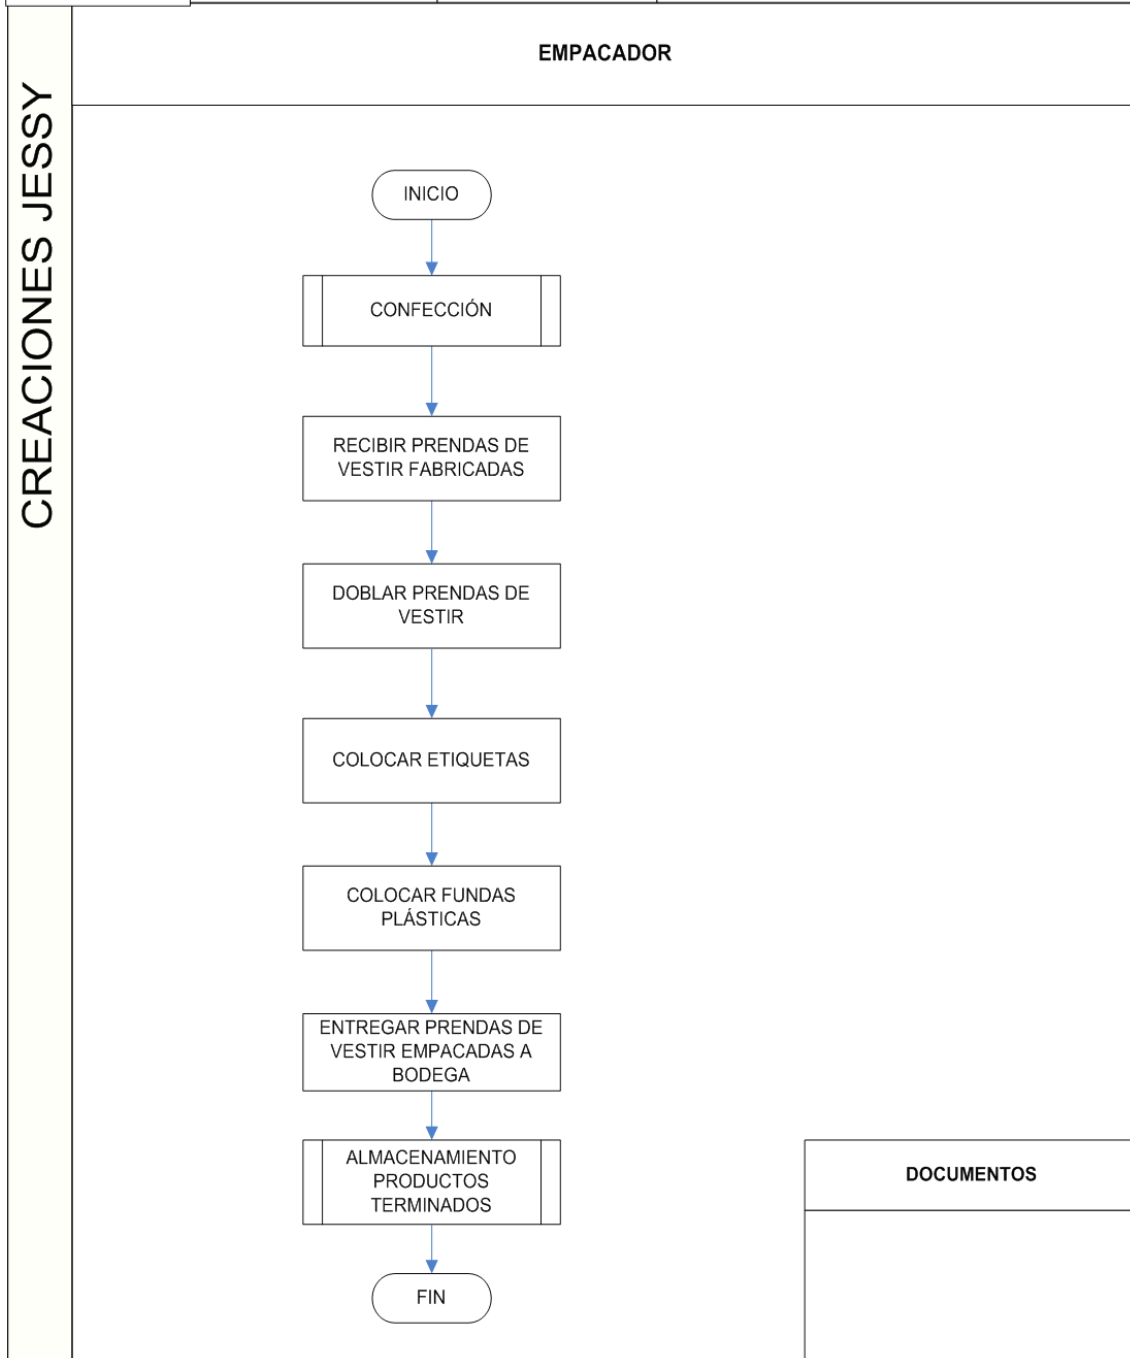 EMPACADOR
CREACIONES JESSY
INICIO
CONFECCIÓN
RECIBIR PRENDAS DE
VESTIR FABRICADAS
DOBLAR PRENDAS DE
VESTIR
COLOCAR ETIQUETAS
COLOCAR FUNDAS
PLÁSTICAS
ENTREGAR PRENDAS DE
VESTIR EMPACADAS A
BODEGA
ALMACENAMIENTO
PRODUCTOS
TERMINADOS
FIN
DOCUMENTOS